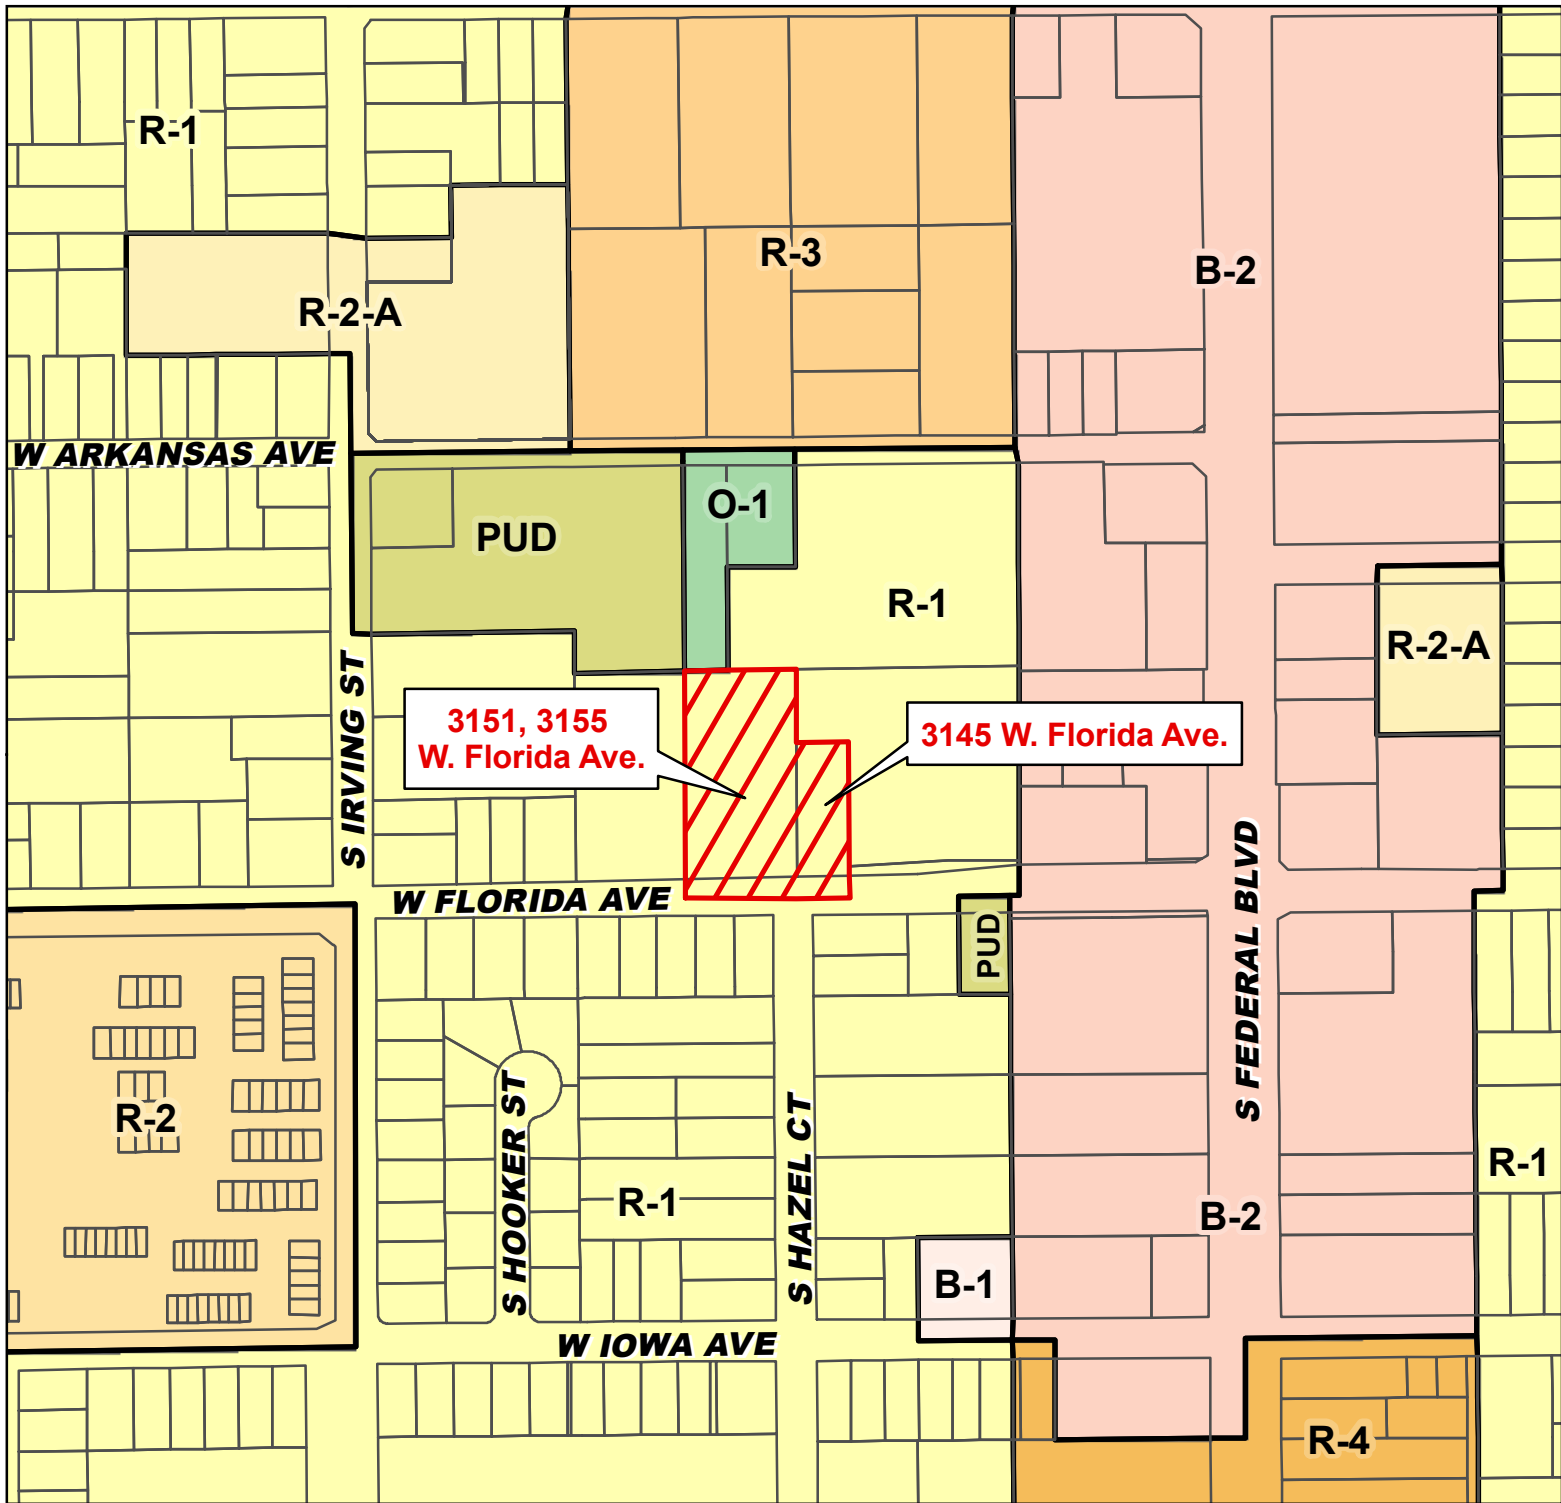 R-1
R-3
B-2
R-2-A
W ARKANSAS AVE
O-1
PUD
R-1
R-2-A
S IRVING ST
3151, 3155
W. Florida Ave.
3145 W. Florida Ave.
W FLORIDA AVE
PUD
S FEDERAL BLVD
R-2
S HOOKER ST
R-1
S HAZEL CT
R-1
B-2
B-1
W IOWA AVE
R-4